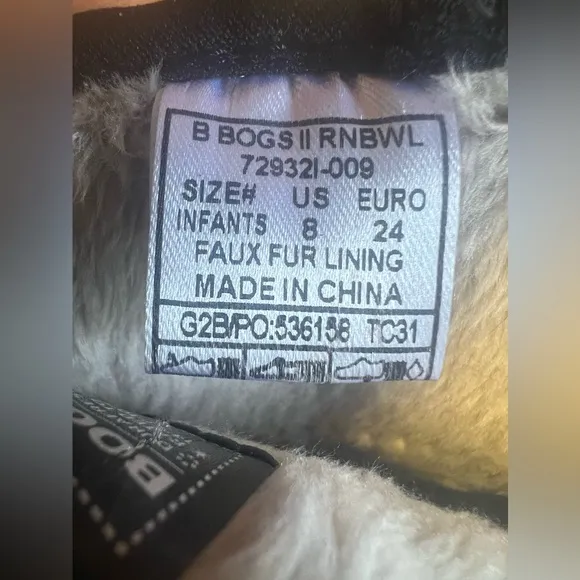 B BOGS II RNBWL
72932I-009
SIZE# US EURO
INFANTS 8 24
FAUX FUR LINING
MADE IN CHINA
G2B/PO:536158 TC31
BOG